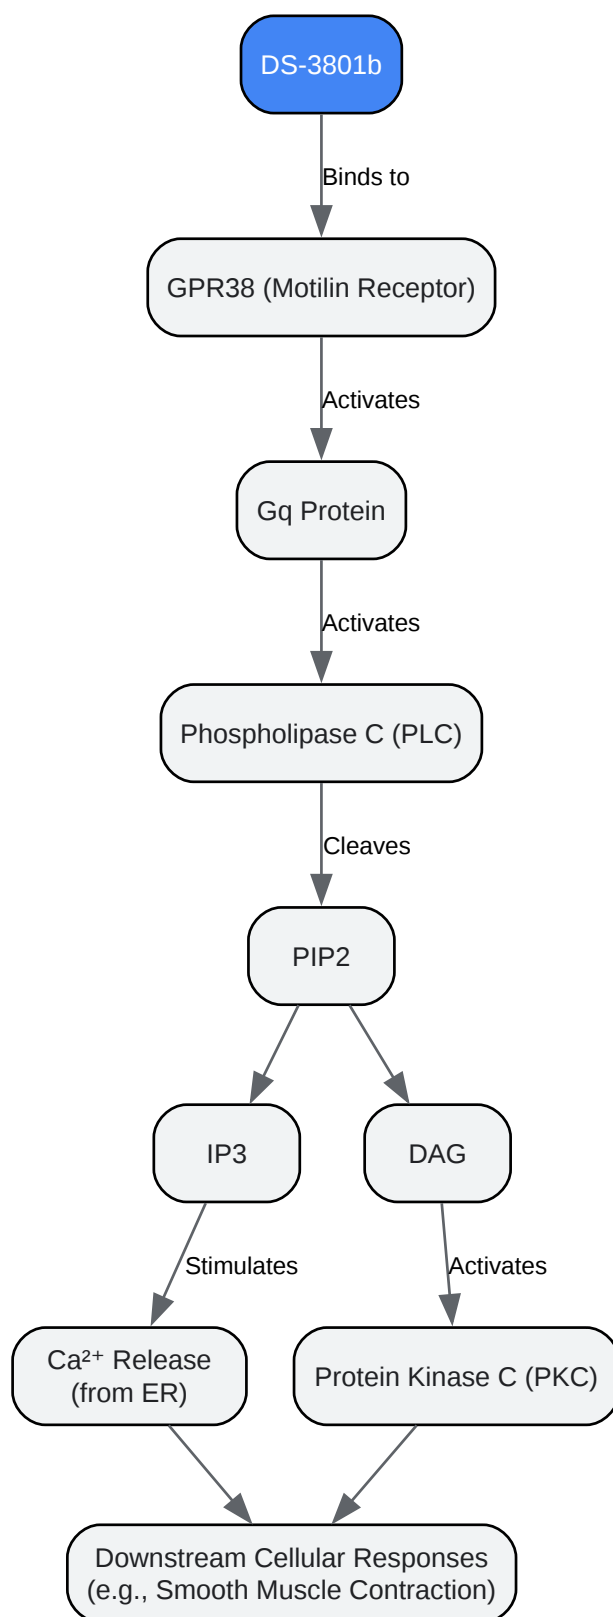 DS-3801b
Binds to
GPR38 (Motilin Receptor)
Activates
Gq Protein
Activates
Phospholipase C (PLC)
Cleaves
PIP2
IP3
DAG
Stimulates
Activates
Ca²⁺ Release
(from ER)
Protein Kinase C (PKC)
Downstream Cellular Responses
(e.g., Smooth Muscle Contraction)